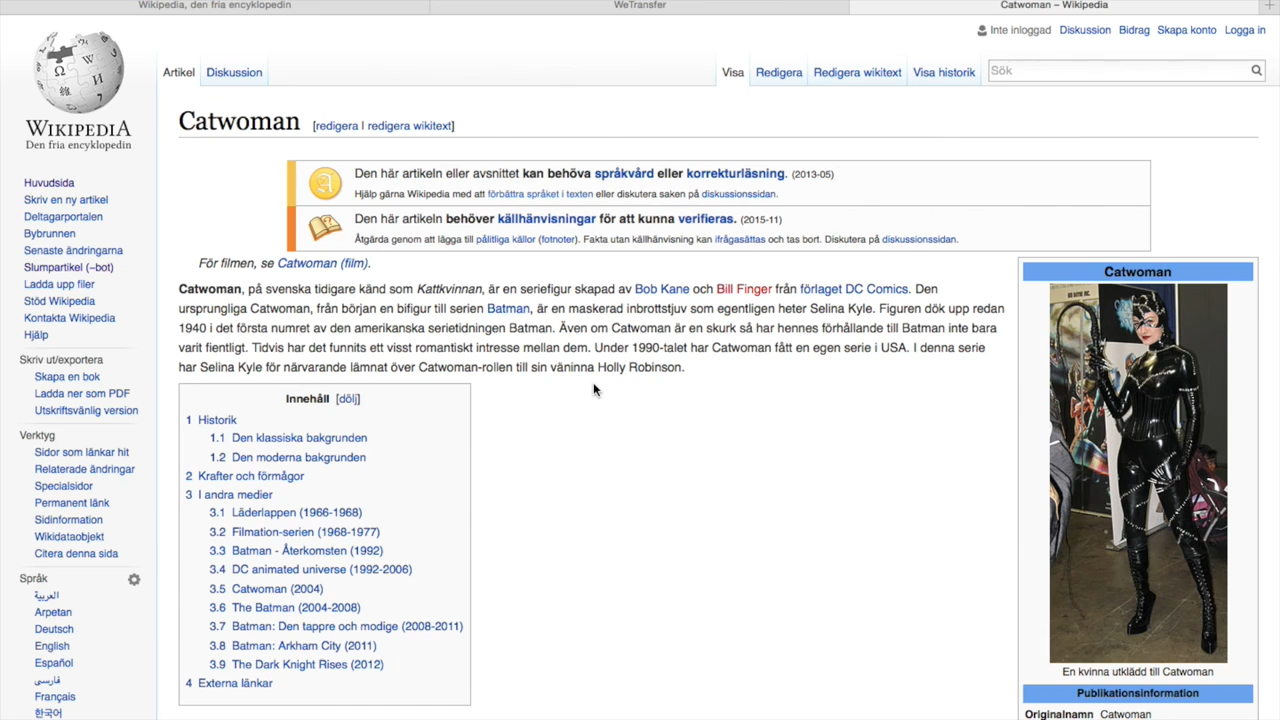 Wikipedia, den fria encyklopedin
WeTransfer
Catwoman – Wikipedia
Inte inloggad Diskussion Bidrag Skapa konto Logga in
Artikel Diskussion
Visa Redigera Redigera wikitext Visa historik
Sök
WIKIPEDIA
Den fria encyklopedin
Huvudsida
Skriv en ny artikel
Deltagarportalen
Bybrunnen
Senaste ändringarna
Slumpartikel (–bot)
Ladda upp filer
Stöd Wikipedia
Kontakta Wikipedia
Hjälp
Skriv ut/exportera
Skapa en bok
Ladda ner som PDF
Utskriftsvänlig version
Verktyg
Sidor som länkar hit
Relaterade ändringar
Specialsidor
Permanent länk
Sidinformation
Wikidataobjekt
Citera denna sida
Språk
العربية
Arpetan
Deutsch
English
Español
فارسی
Français
한국어
Catwoman [redigera | redigera wikitext]
Den här artikeln eller avsnittet kan behöva språkvård eller korrekturläsning. (2013-05)
Hjälp gärna Wikipedia med att förbättra språket i texten eller diskutera saken på diskussionssidan.
Den här artikeln behöver källhänvisningar för att kunna verifieras. (2015-11)
Åtgärda genom att lägga till pålitliga källor (fotnoter). Fakta utan källhänvisning kan ifrågasättas och tas bort. Diskutera på diskussionssidan.
För filmen, se Catwoman (film).
Catwoman, på svenska tidigare känd som Kattkvinnan, är en seriefigur skapad av Bob Kane och Bill Finger från förlaget DC Comics. Den
ursprungliga Catwoman, från början en bifigur till serien Batman, är en maskerad inbrottstjuv som egentligen heter Selina Kyle. Figuren dök upp redan
1940 i det första numret av den amerikanska serietidningen Batman. Även om Catwoman är en skurk så har hennes förhållande till Batman inte bara
varit fientligt. Tidvis har det funnits ett visst romantiskt intresse mellan dem. Under 1990-talet har Catwoman fått en egen serie i USA. I denna serie
har Selina Kyle för närvarande lämnat över Catwoman-rollen till sin väninna Holly Robinson.
Innehåll [dölj]
1 Historik
1.1 Den klassiska bakgrunden
1.2 Den moderna bakgrunden
2 Krafter och förmågor
3 I andra medier
3.1 Läderlappen (1966-1968)
3.2 Filmation-serien (1968-1977)
3.3 Batman - Återkomsten (1992)
3.4 DC animated universe (1992-2006)
3.5 Catwoman (2004)
3.6 The Batman (2004-2008)
3.7 Batman: Den tappre och modige (2008-2011)
3.8 Batman: Arkham City (2011)
3.9 The Dark Knight Rises (2012)
4 Externa länkar
Catwoman
En kvinna utklädd till Catwoman
Publikationsinformation
Originalnamn Catwoman